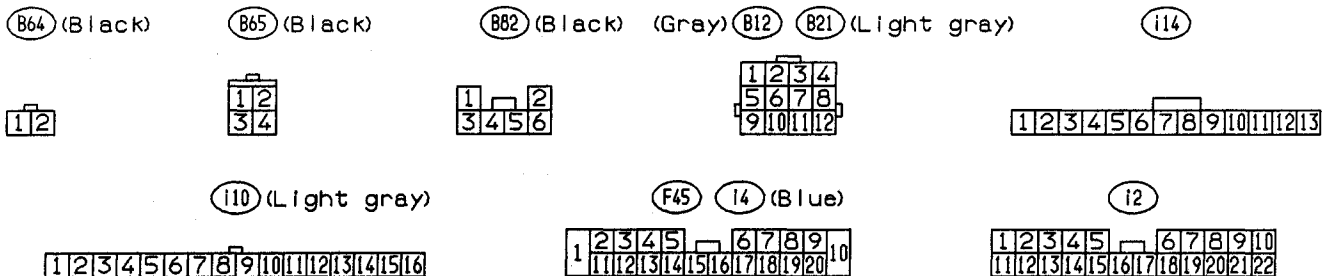 B64 (Black) B65 (Black) B82 (Black) (Gray) B12 B21 (Light gray) i14
1 2
1 2
3 4
1 2
3 4 5 6
1 2 3 4
5 6 7 8
9 10 11 12
1 2 3 4 5 6 7 8 9 10 11 12 13
i10 (Light gray) F45 i4 (Blue) i2
1 2 3 4 5 6 7 8 9 10 11 12 13 14 15 16
1 2 3 4 5 6 7 8 9 10
11 12 13 14 15 16 17 18 19 20
1 2 3 4 5 6 7 8 9 10
11 12 13 14 15 16 17 18 19 20 21 22